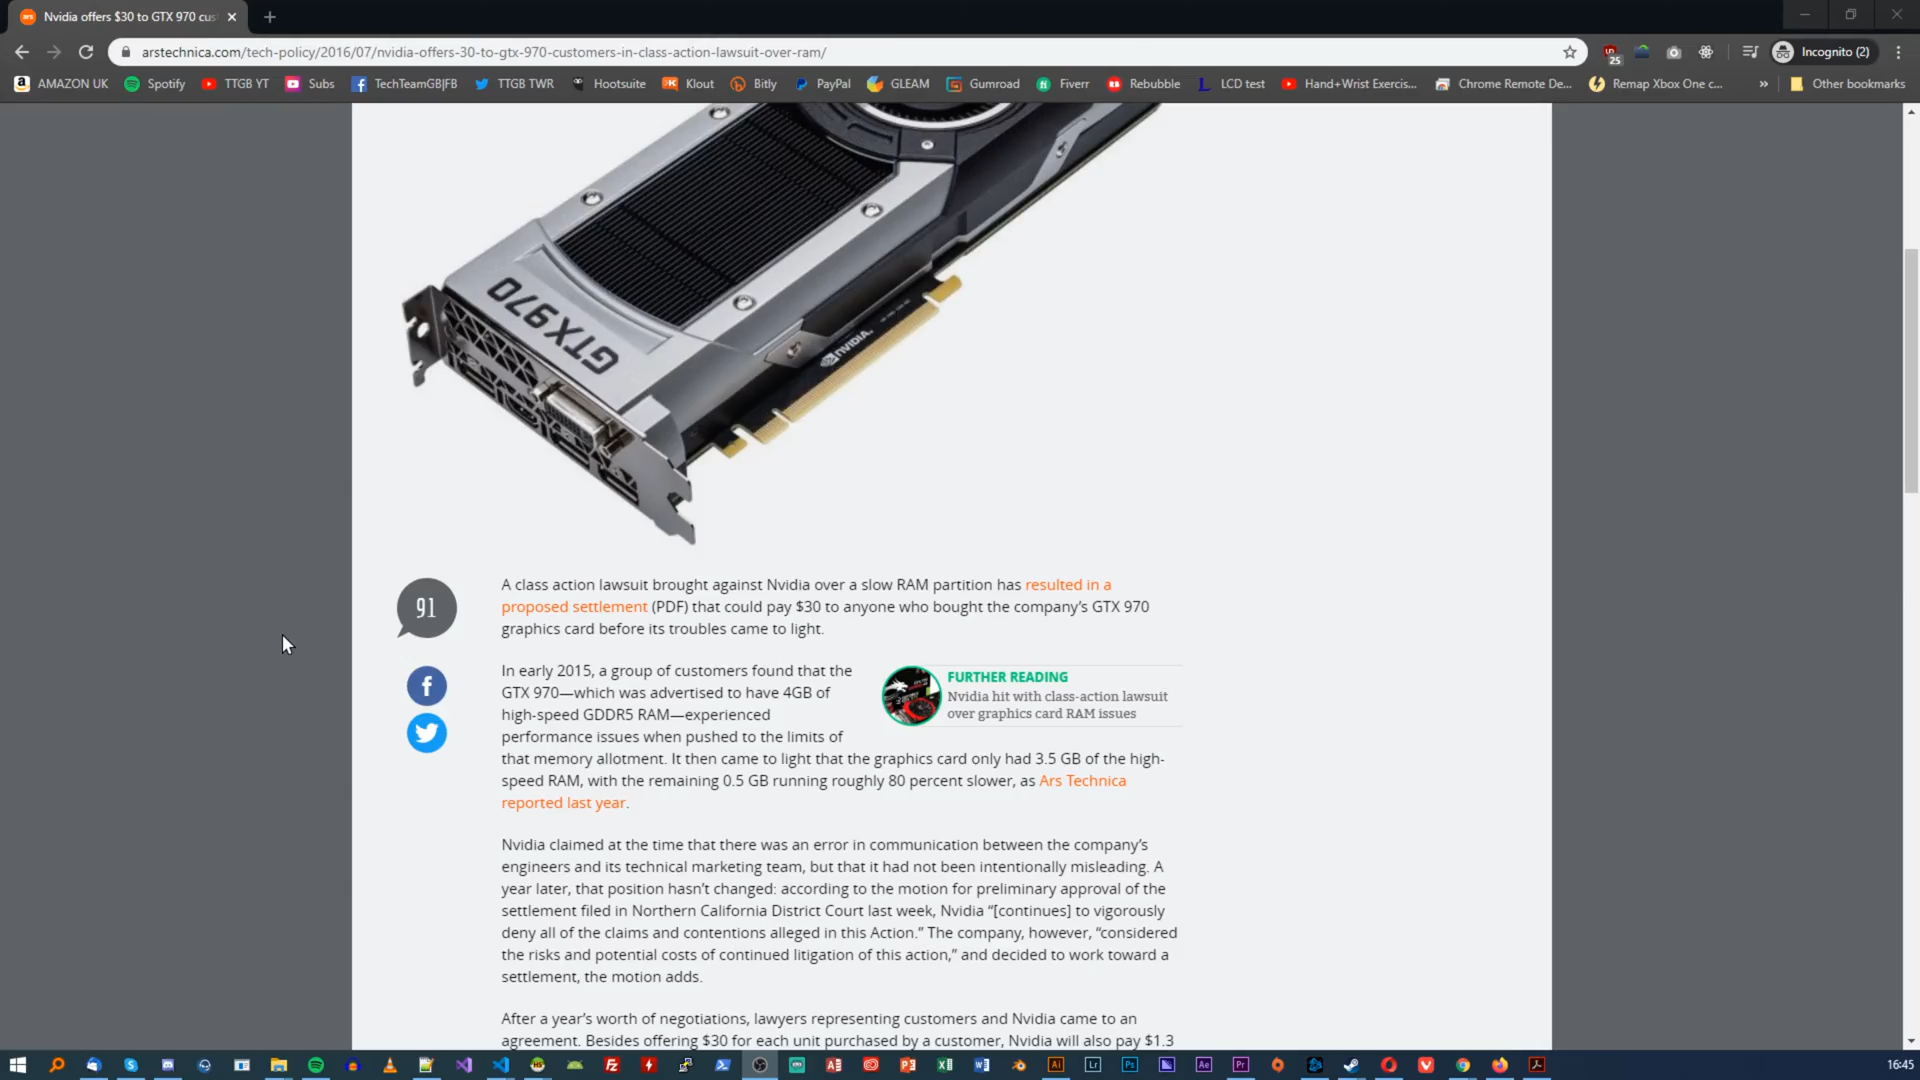 Nvidia offers $30 to GTX 970 cus
arstechnica.com/tech-policy/2016/07/nvidia-offers-30-to-gtx-970-customers-in-class-action-lawsuit-over-ram/
25
Incognito (2)
AMAZON UK
Spotify
TTGB YT
Subs
TechTeamGB|FB
TTGB TWR
Hootsuite
Klout
Bitly
PayPal
GLEAM
Gumroad
Fiverr
Rebubble
LCD test
Hand+Wrist Exercis...
Chrome Remote De...
Remap Xbox One c...
»
Other bookmarks
GTX970
NVIDIA
91
A class action lawsuit brought against Nvidia over a slow RAM partition has resulted in a
proposed settlement (PDF) that could pay $30 to anyone who bought the company's GTX 970
graphics card before its troubles came to light.
In early 2015, a group of customers found that the
GTX 970—which was advertised to have 4GB of
high-speed GDDR5 RAM—experienced
performance issues when pushed to the limits of
that memory allotment. It then came to light that the graphics card only had 3.5 GB of the high-
speed RAM, with the remaining 0.5 GB running roughly 80 percent slower, as Ars Technica
reported last year.
FURTHER READING
Nvidia hit with class-action lawsuit
over graphics card RAM issues
Nvidia claimed at the time that there was an error in communication between the company's
engineers and its technical marketing team, but that it had not been intentionally misleading. A
year later, that position hasn't changed: according to the motion for preliminary approval of the
settlement filed in Northern California District Court last week, Nvidia “[continues] to vigorously
deny all of the claims and contentions alleged in this Action.” The company, however, “considered
the risks and potential costs of continued litigation of this action,” and decided to work toward a
settlement, the motion adds.
After a year's worth of negotiations, lawyers representing customers and Nvidia came to an
agreement. Besides offering $30 for each unit purchased by a customer, Nvidia will also pay $1.3
16:45